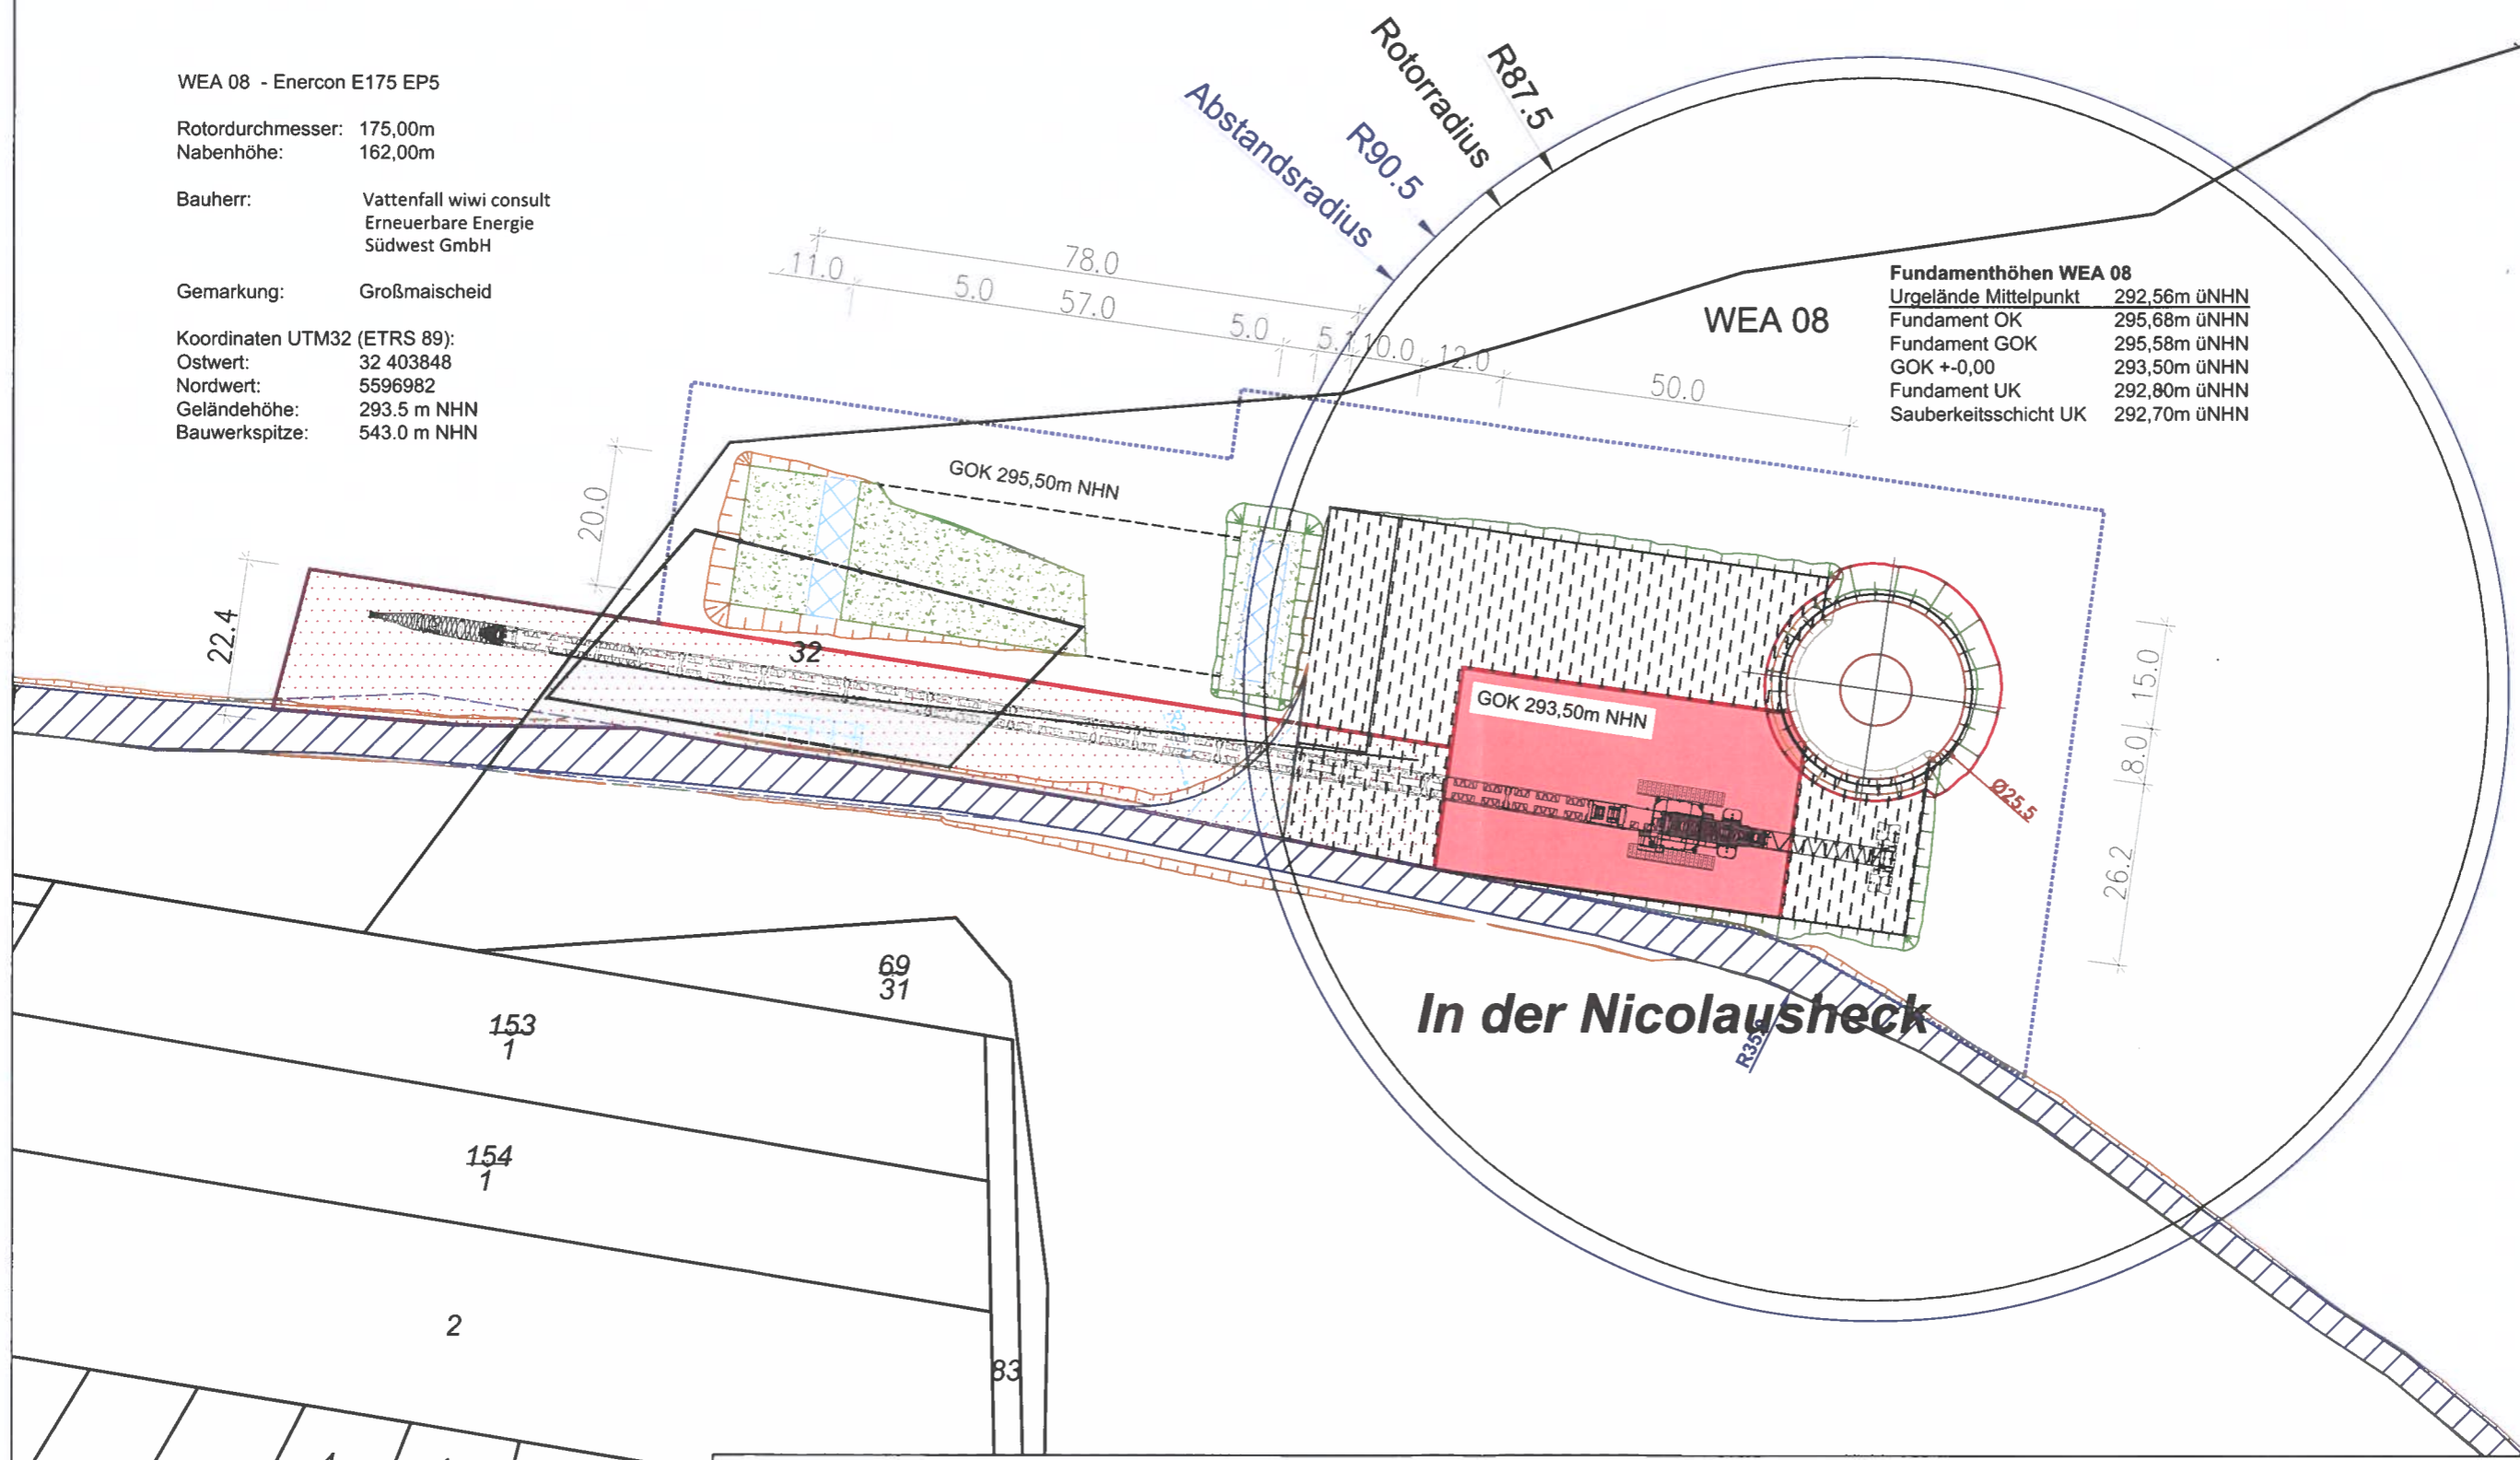 WEA 08 - Enercon E175 EP5
Rotordurchmesser: 175,00m
Nabenhöhe: 162,00m
Bauherr: Vattenfall wiwi consult
Erneuerbare Energie
Südwest GmbH
Gemarkung: Großmaischeid
Koordinaten UTM32 (ETRS 89):
Ostwert: 32 403848
Nordwert: 5596982
Geländehöhe: 293.5 m NHN
Bauwerkspitze: 543.0 m NHN
R87.5
Rotorradius
R90.5
Abstandsradius
78.0
11.0
5.0
57.0
5.0
5.1
10.0
12.0
50.0
WEA 08
Fundamenthöhen WEA 08
Urgelände Mittelpunkt 292,56m üNHN
Fundament OK 295,68m üNHN
Fundament GOK 295,58m üNHN
GOK +-0,00 293,50m üNHN
Fundament UK 292,80m üNHN
Sauberkeitsschicht UK 292,70m üNHN
20.0
22.4
GOK 295,50m NHN
32
GOK 293,50m NHN
Ø25.5
15.0
8.0
26.2
In der Nicolausheck
69
31
153
1
154
1
2
83